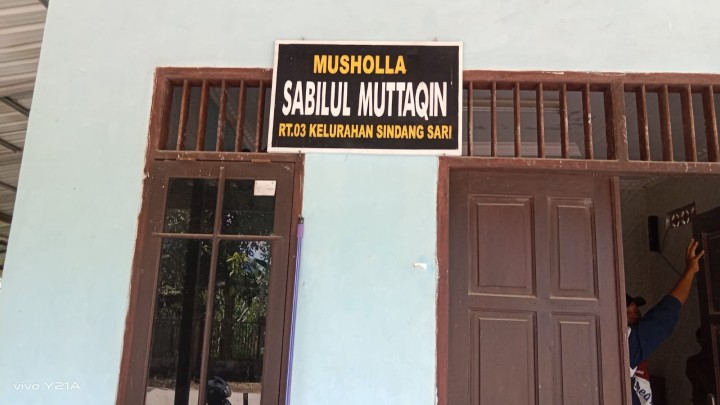 MUSHOLLA
SABILUL MUTTAQIN
RT.03 KELURAHAN SINDANG SARI
vivo Y21A